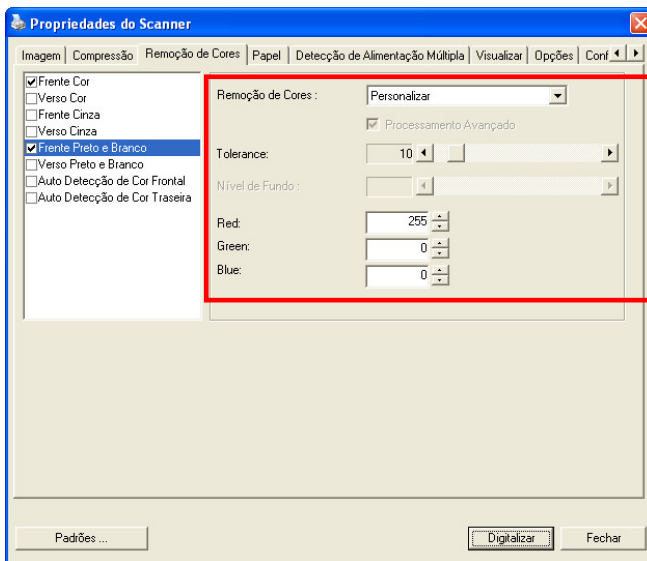 Propriedades do Scanner
Imagem Compressão Remoção de Cores Papel Detecção de Alimentação Múltipla Visualizar Opções Conf
Frente Cor
Verso Cor
Frente Cinza
Verso Cinza
Frente Preto e Branco
Verso Preto e Branco
Auto Detecção de Cor Frontal
Auto Detecção de Cor Traseira
Remoção de Cores : Personalizar
Processamento Avançado
Tolerance: 10
Nível de Fundo :
Red: 255
Green: 0
Blue: 0
Padrões ... Digitalizar Fechar